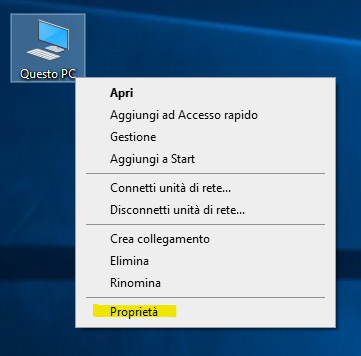 Questo PC
Apri
Aggiungi ad Accesso rapido
Gestione
Aggiungi a Start
Connetti unità di rete...
Disconnetti unità di rete...
Crea collegamento
Elimina
Rinomina
Proprietà